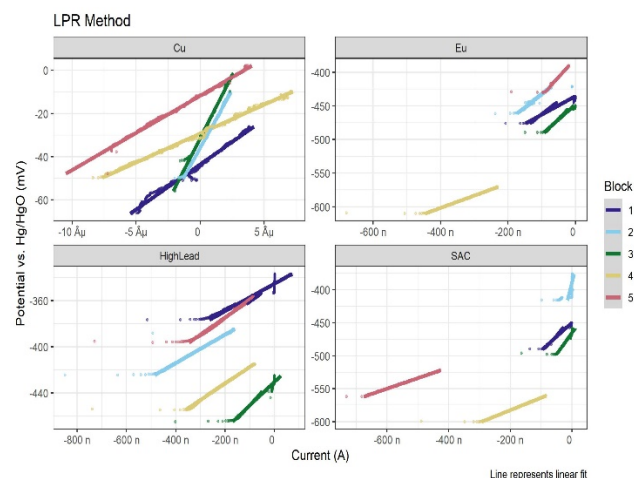 LPR Method
Cu
Eu
0
-20
-40
-60
-10 Âµ
-5 Âµ
0
5 Âµ
-400
-450
-500
-550
-600
-600 n
-400 n
-200 n
0
HighLead
SAC
-360
-400
-440
-800 n
-600 n
-400 n
-200 n
0
-400
-450
-500
-550
-600
-600 n
-400 n
-200 n
0
Potential vs. Hg/HgO (mV)
Current (A)
Block
1
2
3
4
5
Line represents linear fit